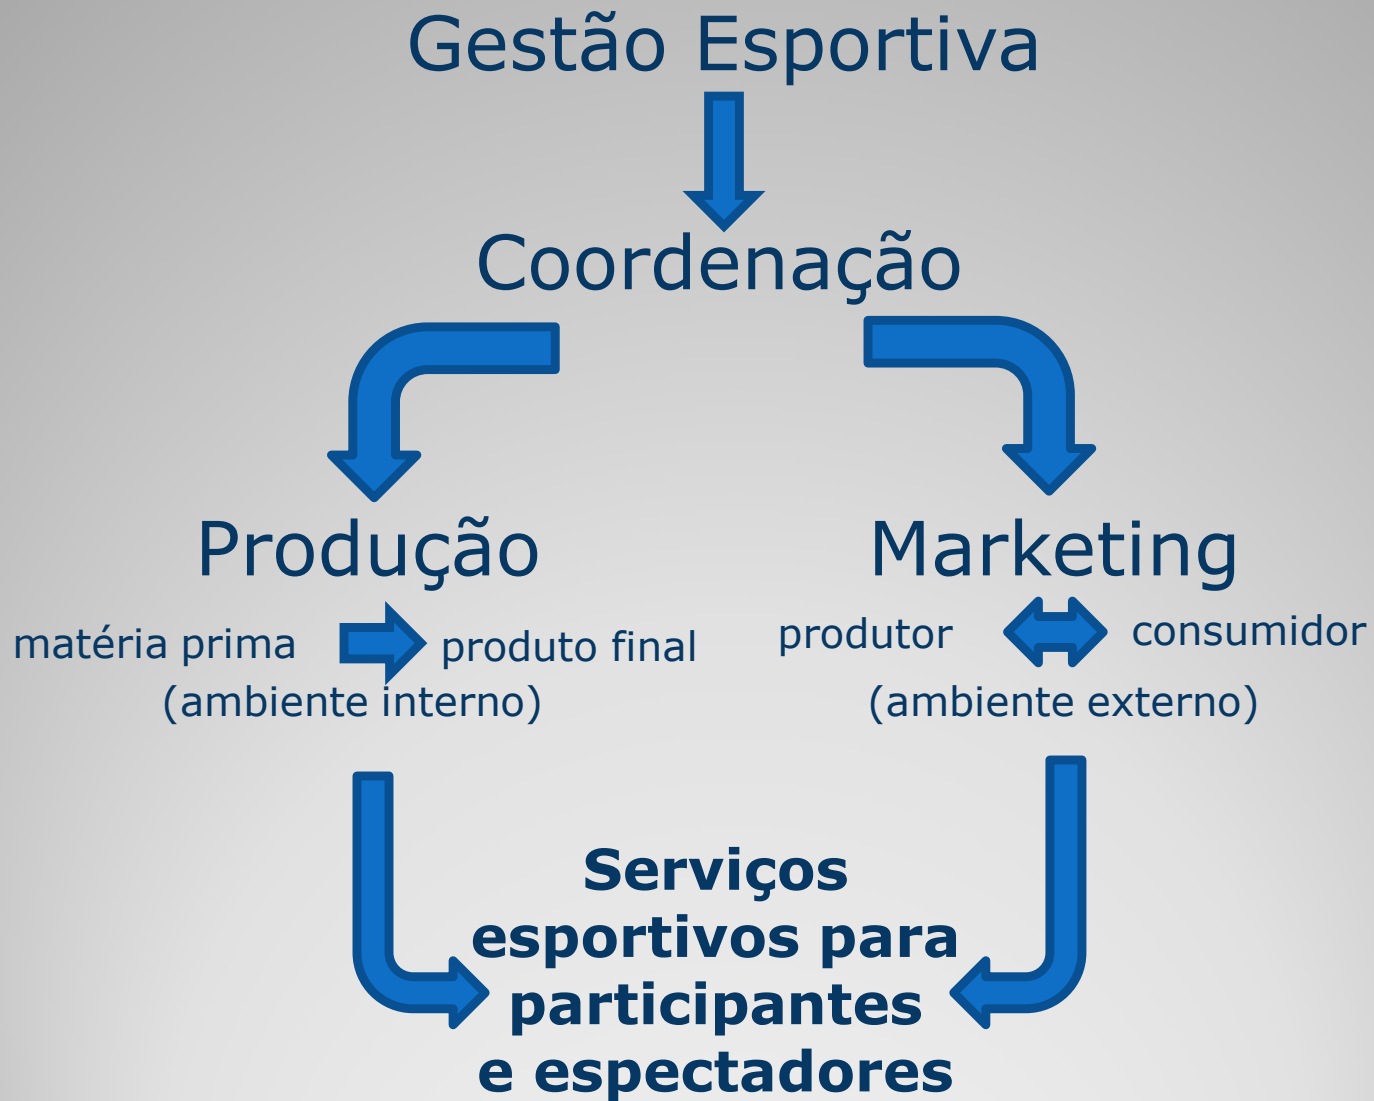 Gestão Esportiva
Coordenação
Produção
matéria prima
produto final
(ambiente interno)
Marketing
produtor
consumidor
(ambiente externo)
Serviços
esportivos para
participantes
e espectadores